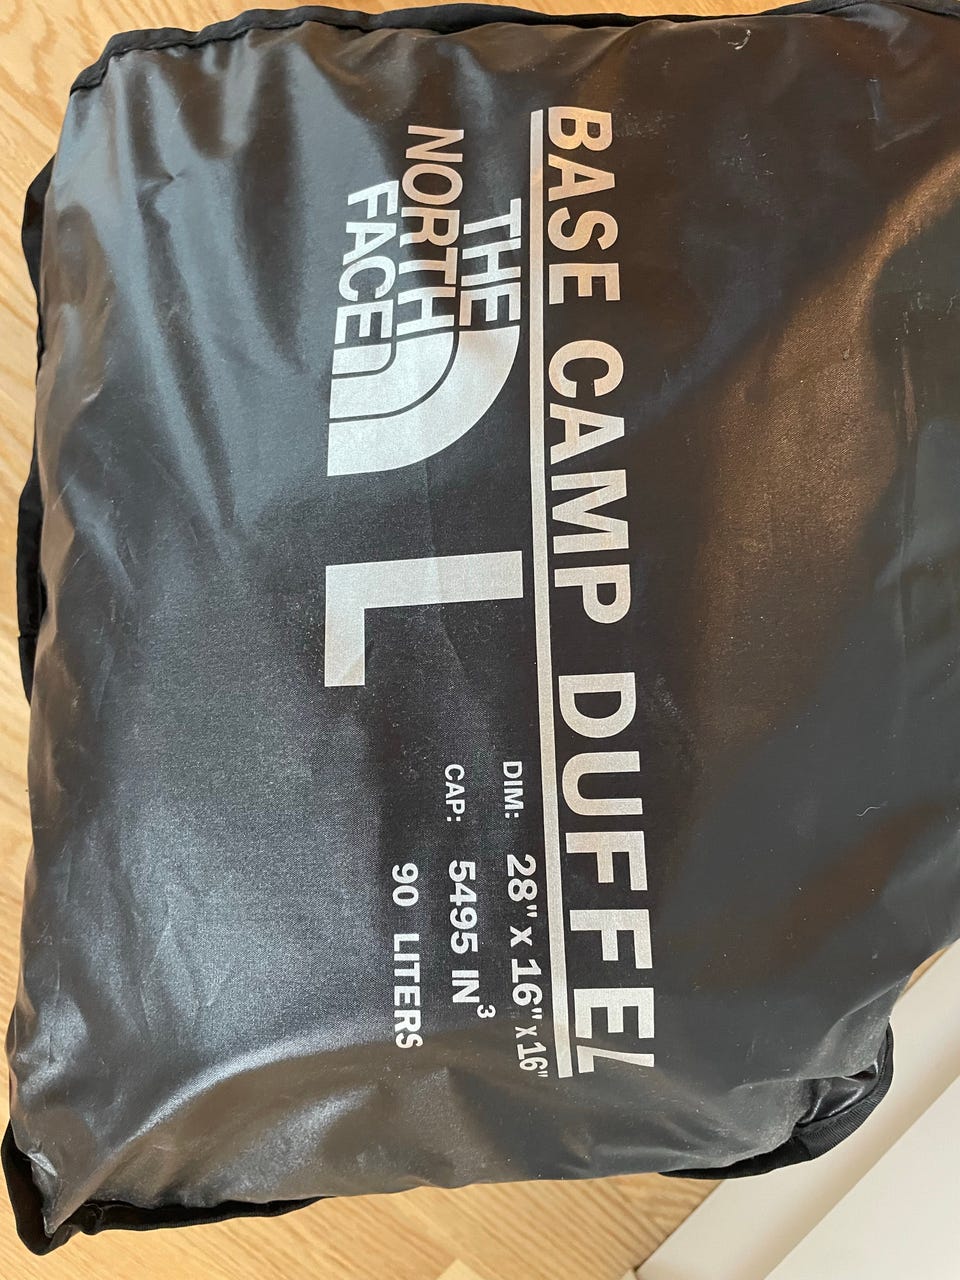 BASE CAMP DUFFEL
THE
NORTH
FACE
L
DIM: 28" x 16" x 16"
CAP: 5495 IN³
90 LITERS